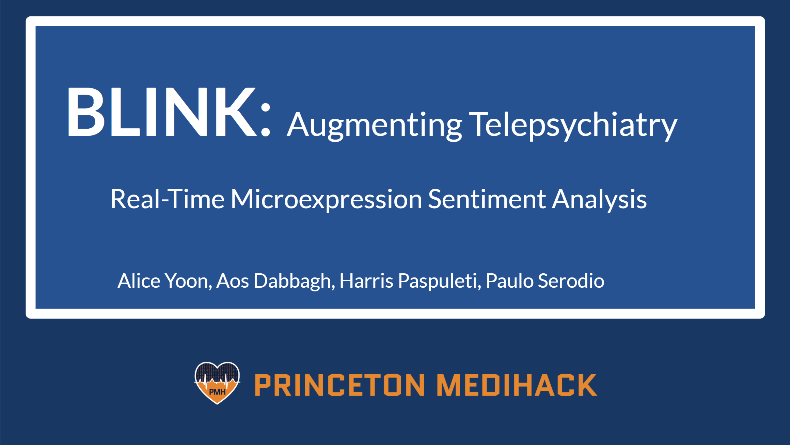 BLINK: Augmenting Telepsychiatry
Real-Time Microexpression Sentiment Analysis
Alice Yoon, Aos Dabbagh, Harris Paspuleti, Paulo Serodio
PMH
PRINCETON MEDIHACK